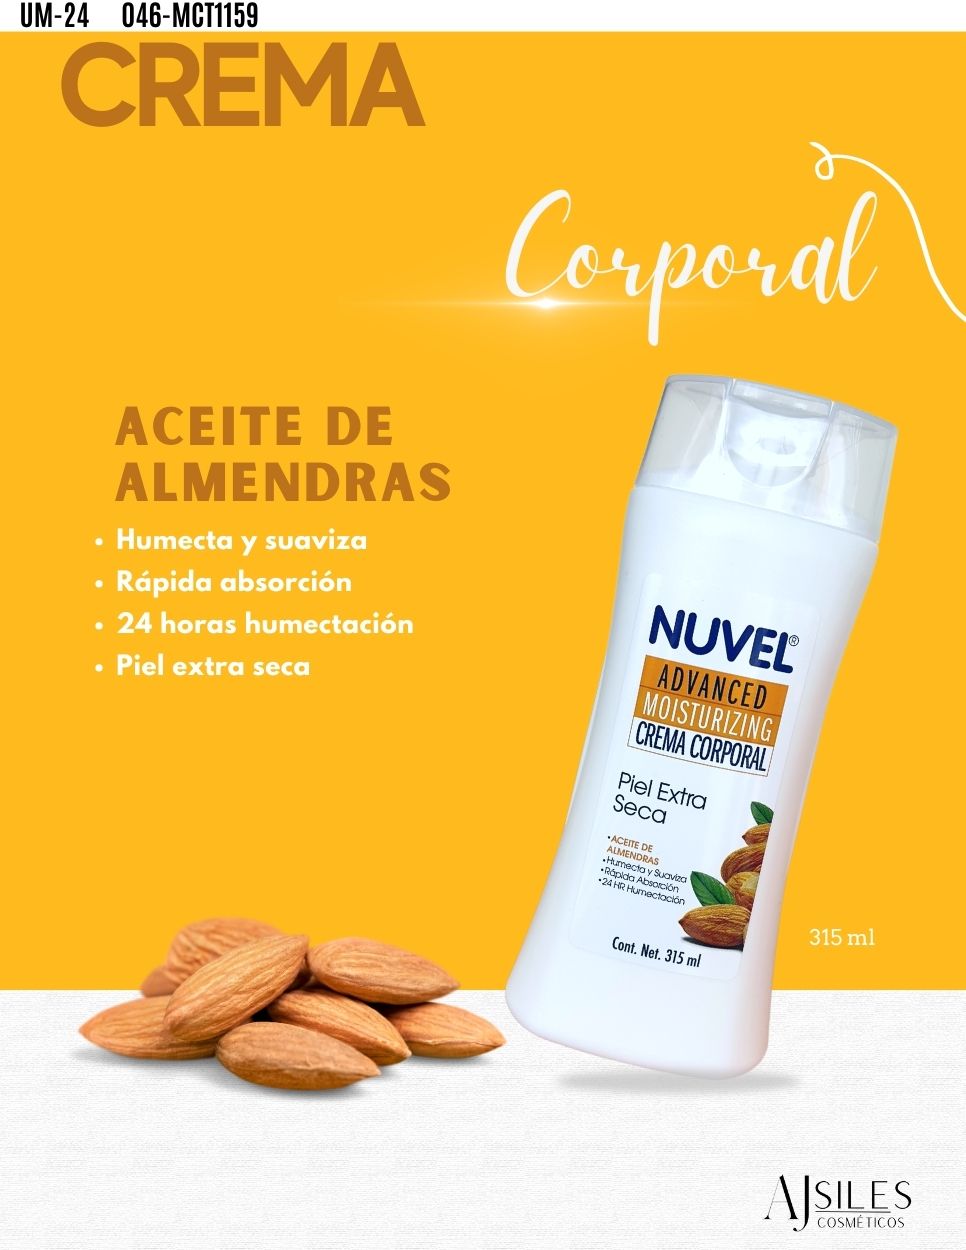 UM-24 046-MCT1159
CREMA
Corporal
ACEITE DE
ALMENDRAS
• Humecta y suaviza
• Rápida absorción
• 24 horas humectación
• Piel extra seca
NUVEL®
ADVANCED
MOISTURIZING
CREMA CORPORAL
Piel Extra
Seca
•ACEITE DE
ALMENDRAS
•Humecta y Suaviza
•Rápida Absorción
•24 HR Humectación
Cont. Net. 315 ml
315 ml
AJSILES
COSMÉTICOS